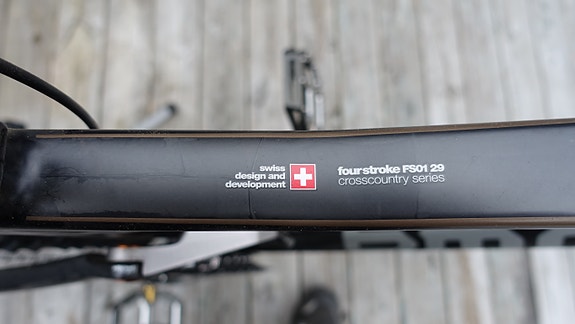 swiss
design and
development
fourstroke FS01 29
crosscountry series